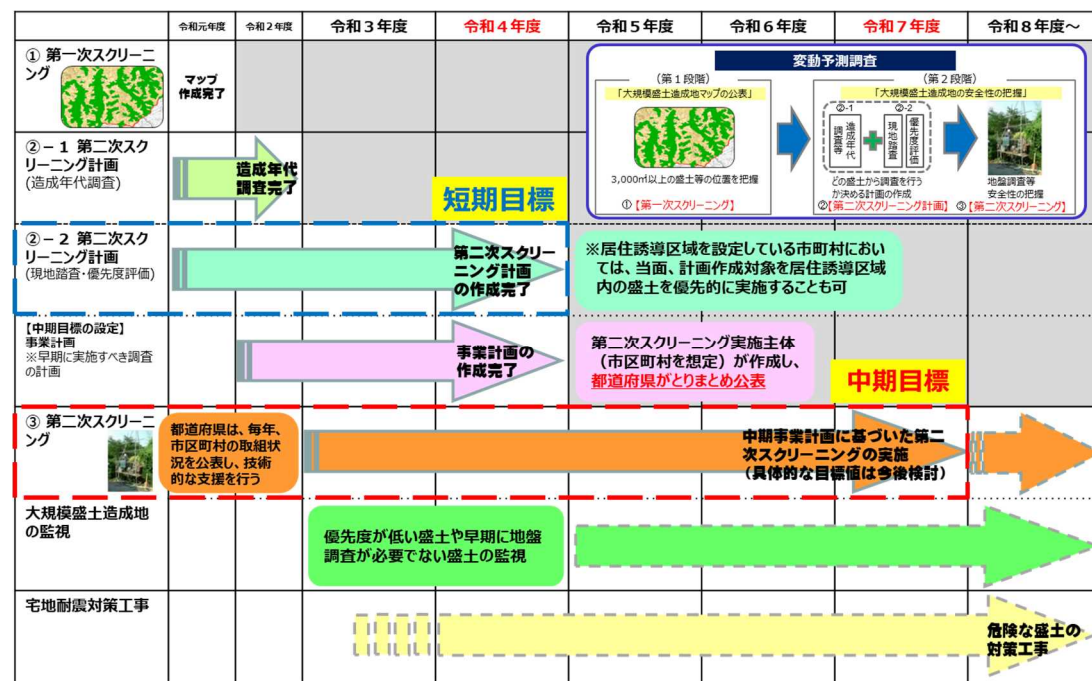 令和元年度
令和２年度
令和３年度
令和４年度
令和５年度
令和６年度
令和７年度
令和８年度～
① 第一次スクリーニ
ング
マップ
作成完了
変動予測調査
（第１段階）
「大規模盛土造成地マップの公表」
3,000㎡以上の盛土等の位置を把握
①【第一次スクリーニング】
（第２段階）
「大規模盛土造成地の安全性の把握」
②-1
造成年代
調査等
②-2
現地踏査
優先度評価
どの盛土から調査を行う
か決める計画の作成
②【第二次スクリーニング計画】
地盤調査等
安全性の把握
③【第二次スクリーニング】
②－１ 第二次スク
リーニング計画
(造成年代調査)
造成年代
調査完了
短期目標
②－２ 第二次スク
リーニング計画
(現地踏査・優先度評価)
第二次スクリー
ニング計画
の作成完了
※居住誘導区域を設定している市町村におい
ては、当面、計画作成対象を居住誘導区域
内の盛土を優先的に実施することも可
【中期目標の設定】
事業計画
※早期に実施すべき調査
の計画
事業計画の
作成完了
第二次スクリーニング実施主体
（市区町村を想定）が作成し、
都道府県がとりまとめ公表
中期目標
③ 第二次スクリーニ
ング
都道府県は、毎年、
市区町村の取組状
況を公表し、技術
的な支援を行う
中期事業計画に基づいた第二
次スクリーニングの実施
（具体的な目標値は今後検討）
大規模盛土造成地
の監視
優先度が低い盛土や早期に地盤
調査が必要でない盛土の監視
宅地耐震対策工事
危険な盛土の
対策工事